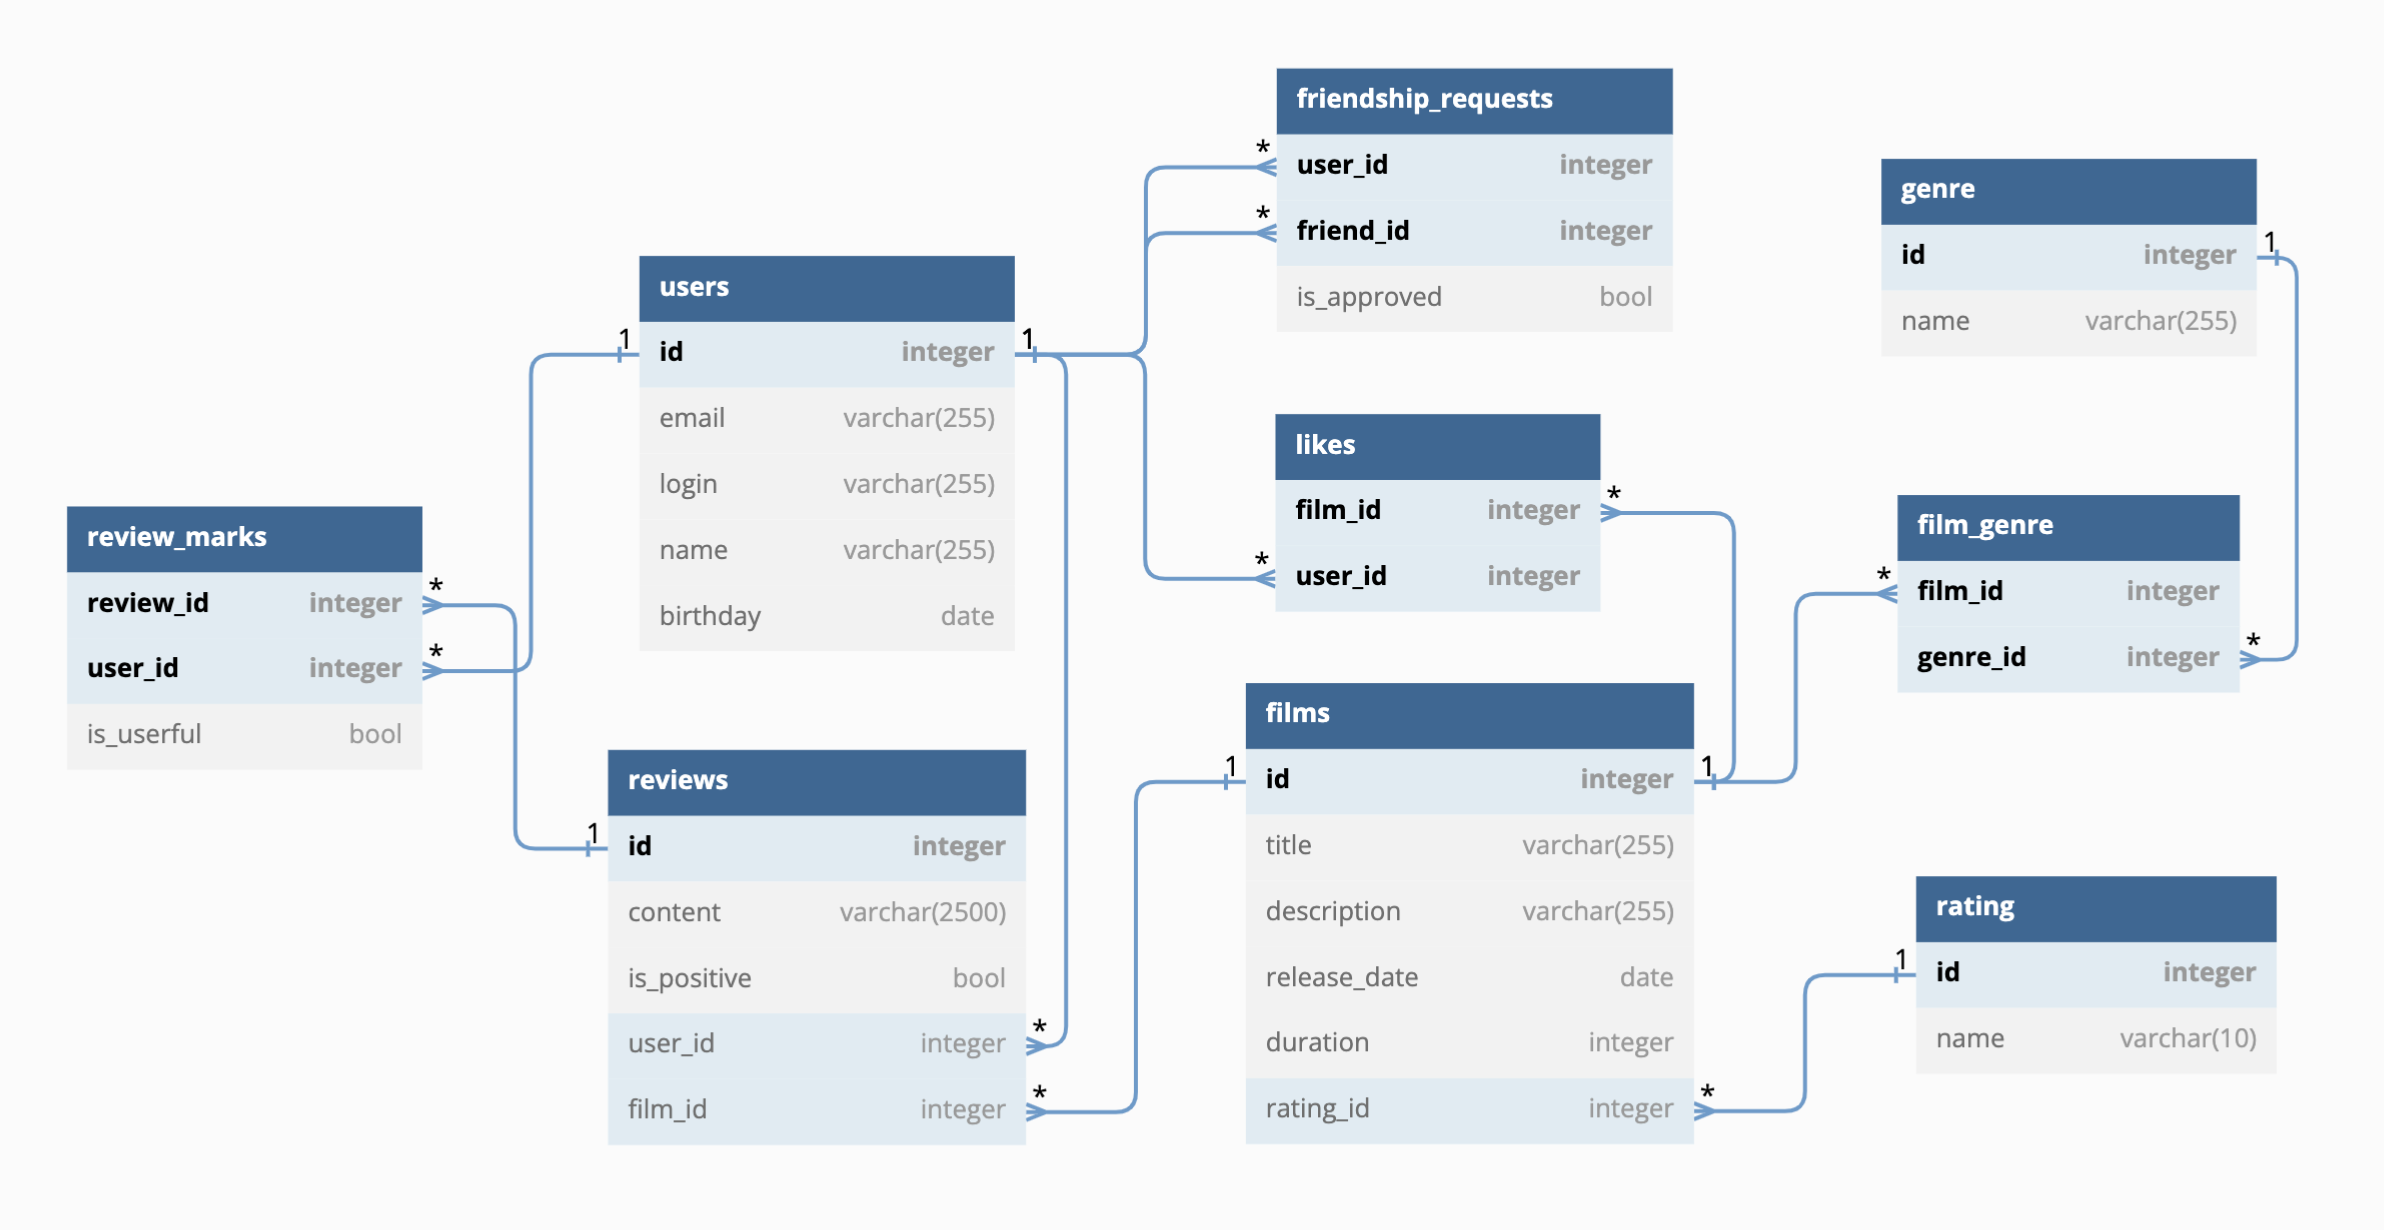 friendship_requests
* user_id integer
* friend_id integer
is_approved bool
genre
id integer 1
name varchar(255)
users
1 id integer 1
email varchar(255)
login varchar(255)
name varchar(255)
birthday date
likes
film_id integer *
* user_id integer
film_genre
* film_id integer
genre_id integer *
review_marks
review_id integer *
user_id integer *
is_userful bool
reviews
1 id integer
content varchar(2500)
is_positive bool
user_id integer *
film_id integer *
films
1 id integer 1
title varchar(255)
description varchar(255)
release_date date
duration integer
rating_id integer *
rating
1 id integer
name varchar(10)